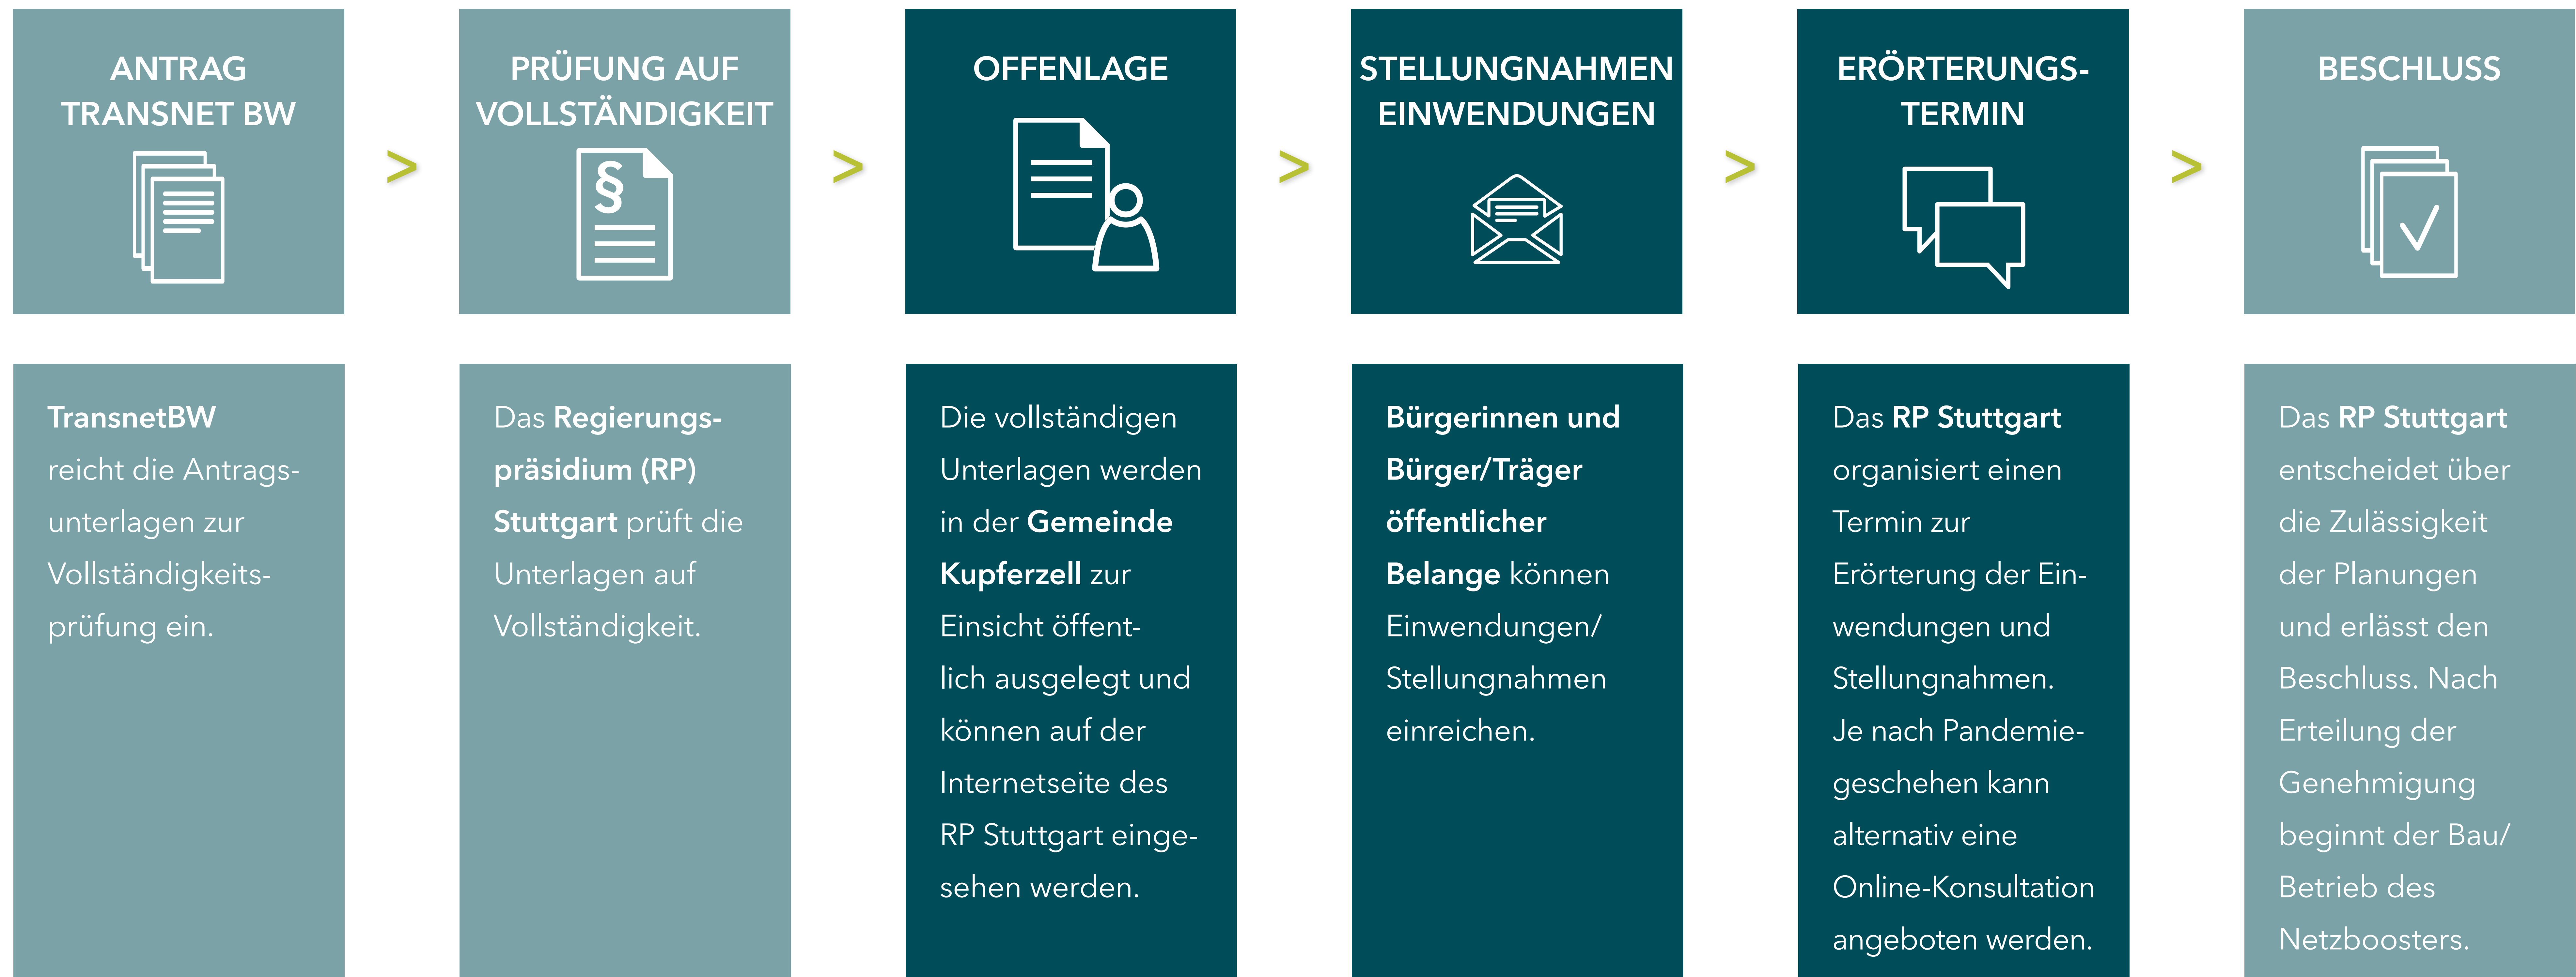 ANTRAG
TRANSNET BW
>
PRÜFUNG AUF
VOLLSTÄNDIGKEIT
§
>
OFFENLAGE
>
STELLUNGNAHMEN
EINWENDUNGEN
>
ERÖRTERUNGS-
TERMIN
>
BESCHLUSS
TransnetBW
reicht die Antrags-
unterlagen zur
Vollständigkeits-
prüfung ein.
Das Regierungs-
präsidium (RP)
Stuttgart prüft die
Unterlagen auf
Vollständigkeit.
Die vollständigen
Unterlagen werden
in der Gemeinde
Kupferzell zur
Einsicht öffent-
lich ausgelegt und
können auf der
Internetseite des
RP Stuttgart einge-
sehen werden.
Bürgerinnen und
Bürger/Träger
öffentlicher
Belange können
Einwendungen/
Stellungnahmen
einreichen.
Das RP Stuttgart
organisiert einen
Termin zur
Erörterung der Ein-
wendungen und
Stellungnahmen.
Je nach Pandemie-
geschehen kann
alternativ eine
Online-Konsultation
angeboten werden.
Das RP Stuttgart
entscheidet über
die Zulässigkeit
der Planungen
und erlässt den
Beschluss. Nach
Erteilung der
Genehmigung
beginnt der Bau/
Betrieb des
Netzboosters.